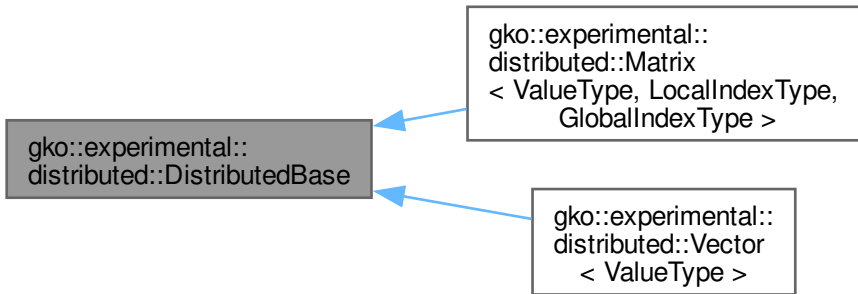 gko::experimental::
distributed::Matrix
< ValueType, LocalIndexType,
GlobalIndexType >
gko::experimental::
distributed::DistributedBase
gko::experimental::
distributed::Vector
< ValueType >